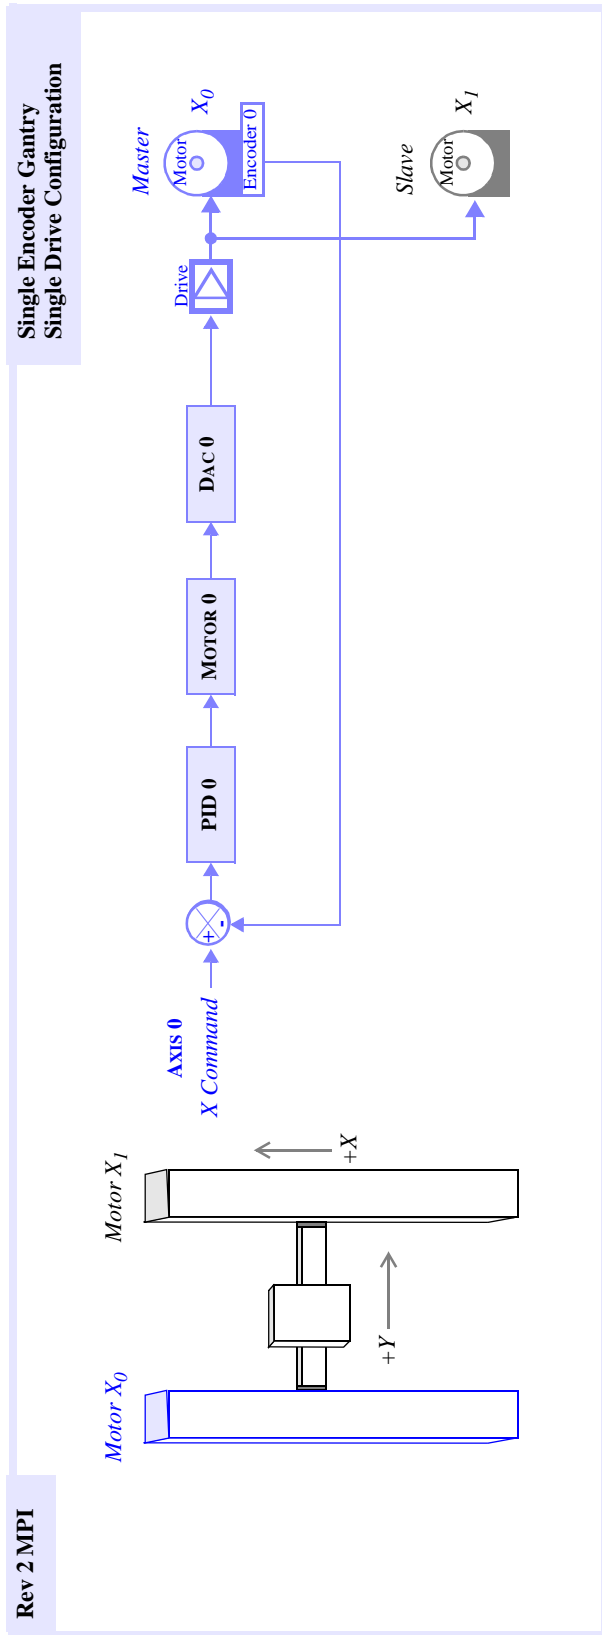 Rev 2 MPI
Single Encoder Gantry
Single Drive Configuration
Motor X0
Motor X1
+Y
+X
AXIS 0
X Command
+
-
PID 0
MOTOR 0
DAC 0
Drive
Master
Motor
X0
Encoder 0
Slave
Motor
X1